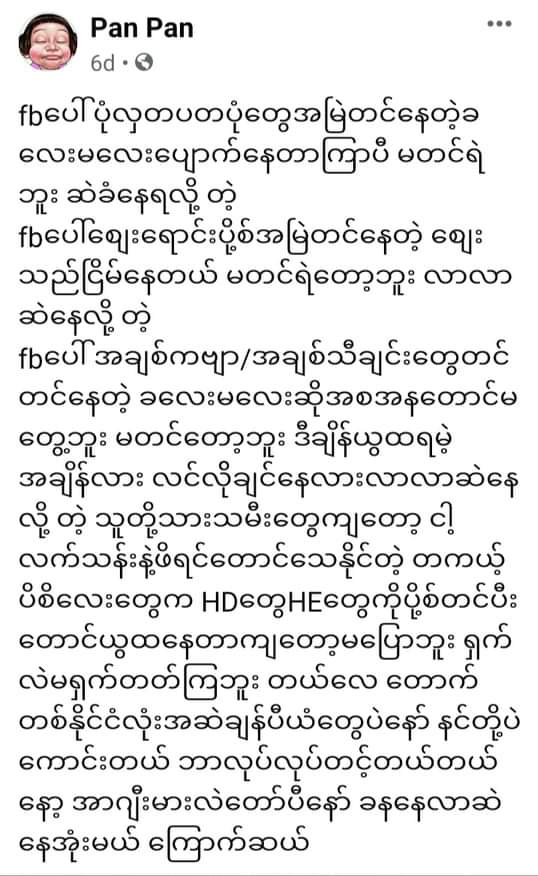 Pan Pan
6d
fbပေါ် ပုံလှတပတပုံတွေအမြဲတင်နေတဲ့ခ
လေးမလေးပျောက်နေတာကြာပီ မတင်ရဲ
ဘူး ဆဲခံနေရလို့ တဲ့
fbပေါ်ဈေးရောင်းပို့စ်အမြဲတင်နေတဲ့ ဈေး
သည်ငြိမ်နေတယ် မတင်ရဲတော့ဘူး လာလာ
ဆဲနေလို့ တဲ့
fbပေါ် အချစ်ကဗျာ/အချစ်သီချင်းတွေတင်
တင်နေတဲ့ ခလေးမလေးဆိုအစအနတောင်မ
တွေ့ဘူး မတင်တော့ဘူး ဒီချိန်ယွထရမဲ့
အချိန်လား လင်လိုချင်နေလားလာလာဆဲနေ
လို့ တဲ့ သူတို့သားသမီးတွေကျတော့ ငါ့
လက်သန်းနဲ့ဖိရင်တောင်သေနိုင်တဲ့ တကယ့်
ပိစိလေးတွေက HDတွေHEတွေကိုပို့စ်တင်ပီး
တောင်ယွထနေတာကျတော့မပြောဘူး ရှက်
လဲမရှက်တတ်ကြဘူး တယ်လေ တောက်
တစ်နိုင်ငံလုံးအဆဲချန်ပီယံတွေပဲနော် နင်တို့ပဲ
ကောင်းတယ် ဘာလုပ်လုပ်တင့်တယ်တယ်
နော့ အာဂျီးမားလဲတော်ပီနော် ခနနေလာဆဲ
နေအုံးမယ် ကြောက်ဆယ်